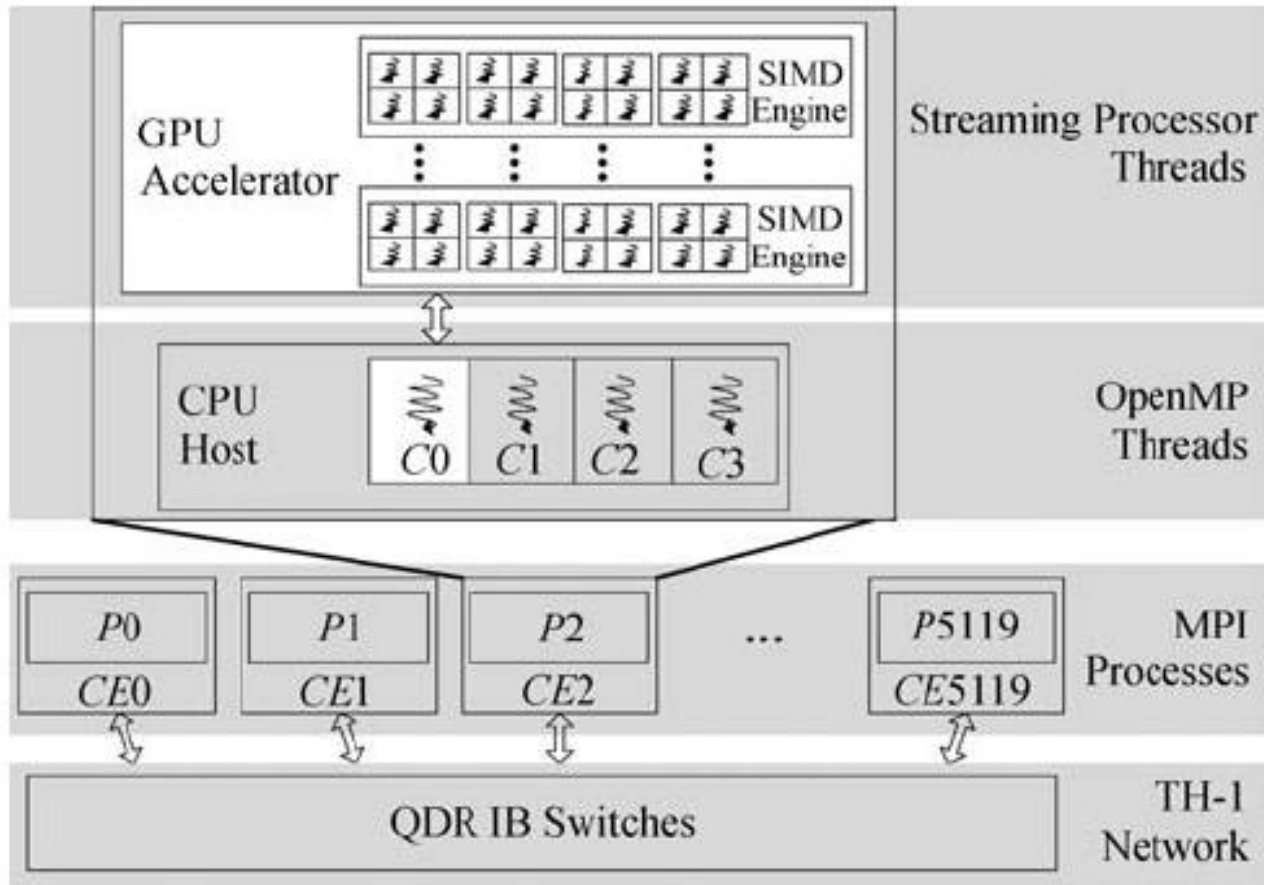 GPU
Accelerator
SIMD
Engine
SIMD
Engine
Streaming Processor
Threads
CPU
Host
C0 C1 C2 C3
OpenMP
Threads
P0 P1 P2 ... P5119
CE0 CE1 CE2 CE5119
MPI
Processes
QDR IB Switches
TH-1
Network